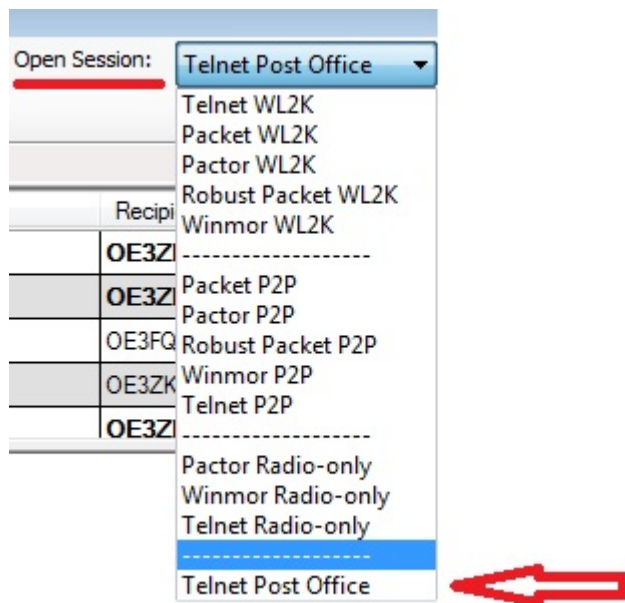 Open Session:
Telnet Post Office
Telnet WL2K
Packet WL2K
Pactor WL2K
Robust Packet WL2K
Winmor WL2K
-------------------
Packet P2P
Pactor P2P
Robust Packet P2P
Winmor P2P
Telnet P2P
-------------------
Pactor Radio-only
Winmor Radio-only
Telnet Radio-only
-------------------
Telnet Post Office
Recipi
OE3Z
OE3Z
OE3FQ
OE3ZK
OE3Z